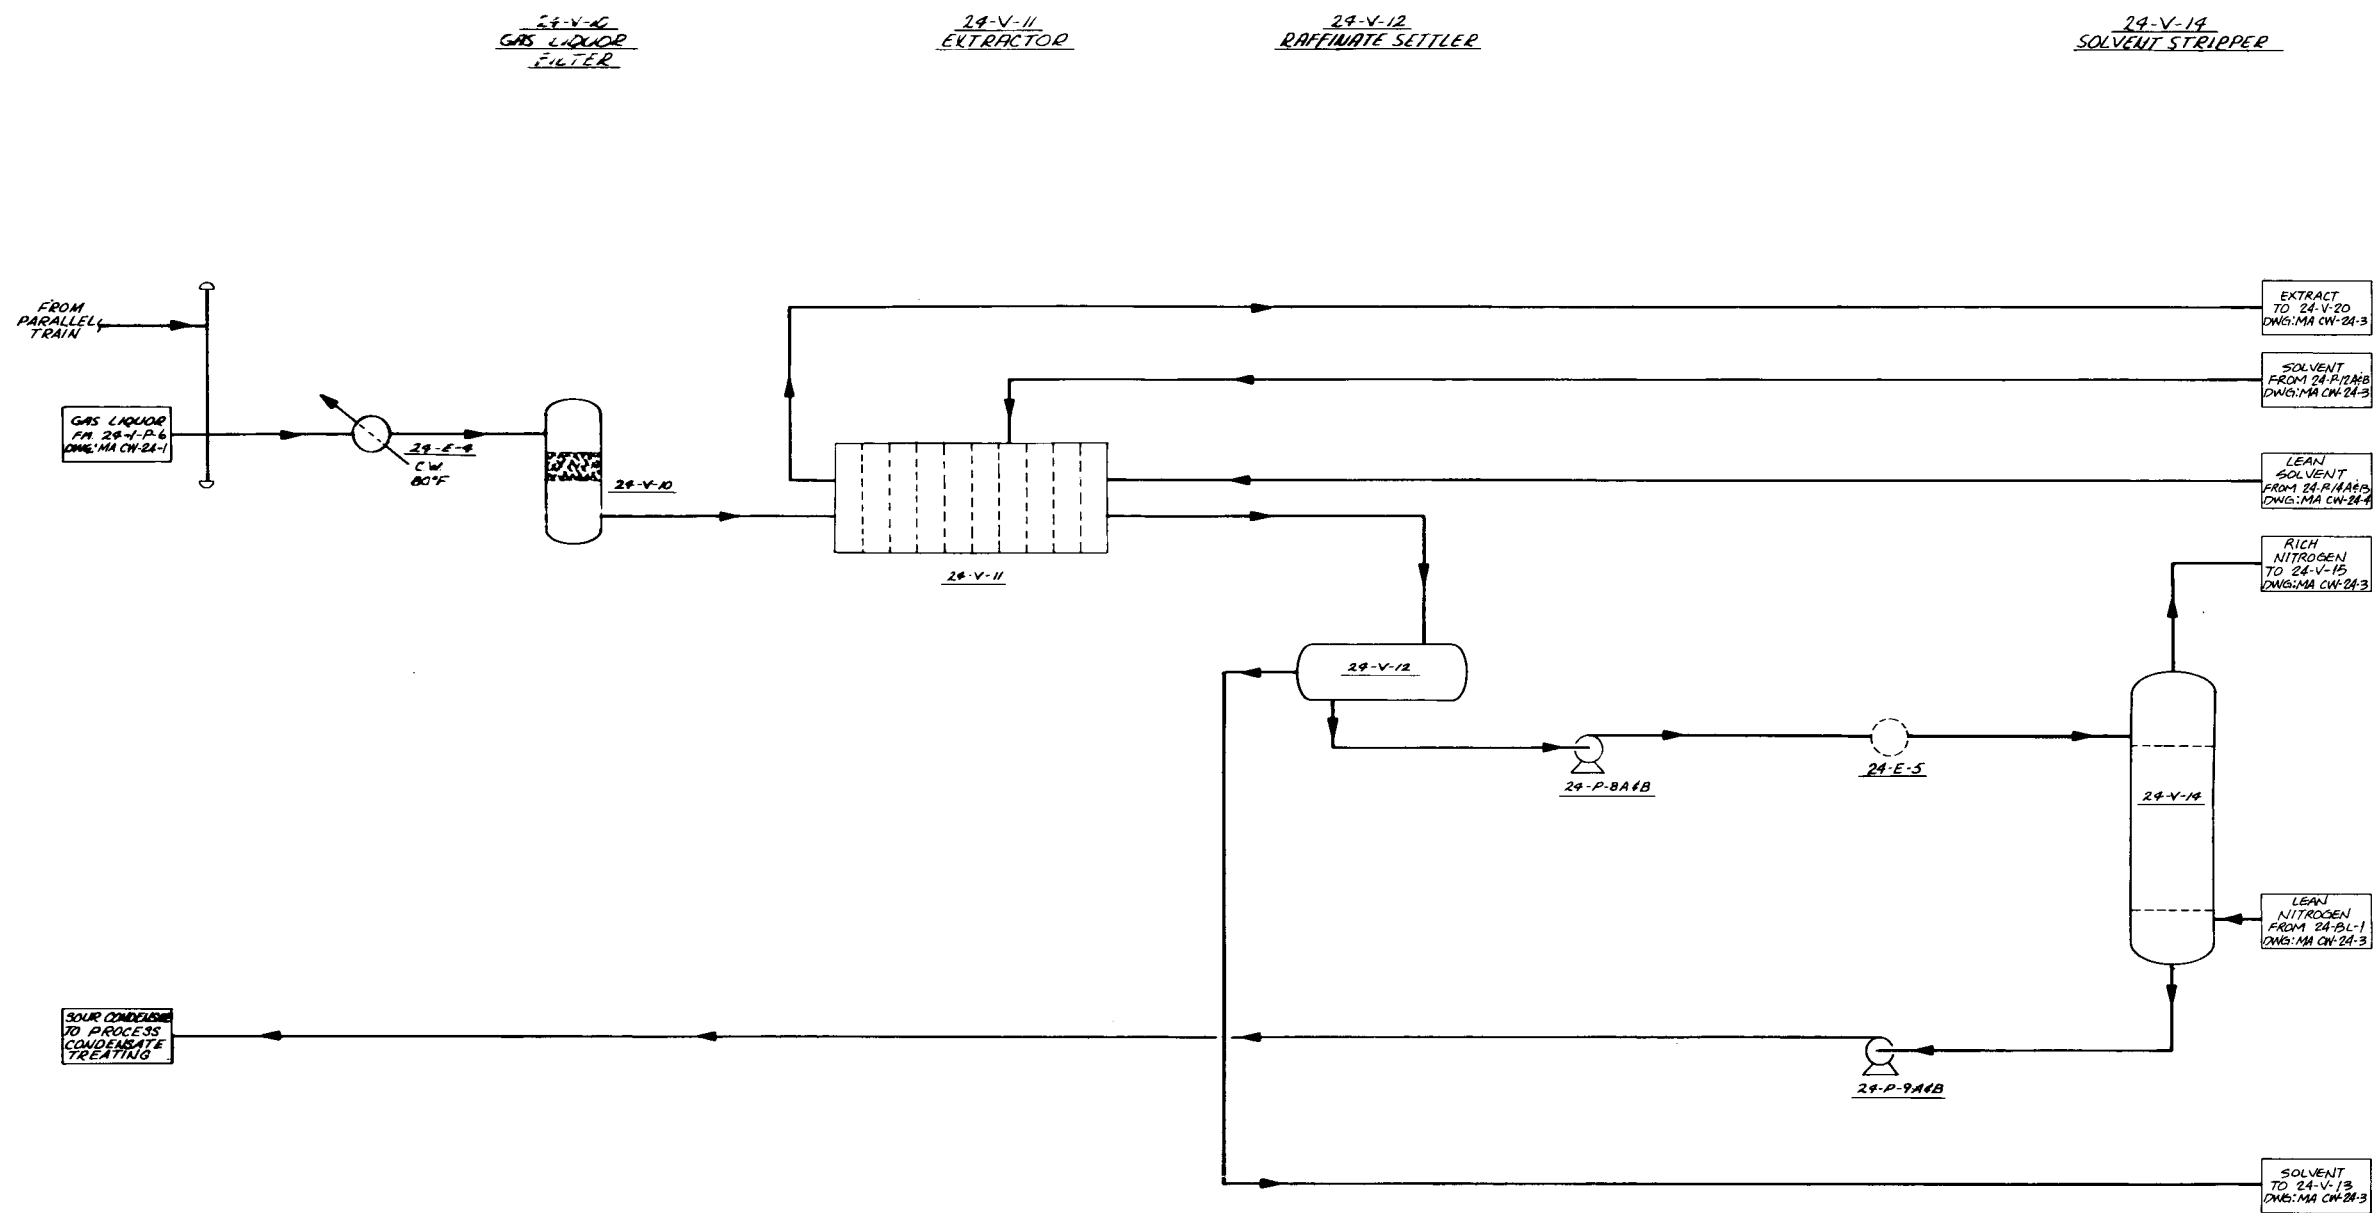 24-V-10
GAS LIQUOR
FILTER
24-V-11
EXTRACTOR
24-V-12
RAFFINATE SETTLER
24-V-14
SOLVENT STRIPPER
FROM
PARALLEL
TRAIN
GAS LIQUOR
FM. 24-1-P-6
DWG: MA CW-24-1
24-E-4
C.W.
80°F
24-V-10
24-V-11
EXTRACT
TO 24-V-20
DWG: MA CW-24-3
SOLVENT
FROM 24-P-12A&B
DWG: MA CW-24-3
LEAN
SOLVENT
FROM 24-P-14A&B
DWG: MA CW-24-4
RICH
NITROGEN
TO 24-V-15
DWG: MA CW-24-3
24-V-12
24-P-8A&B
24-E-5
24-V-14
LEAN
NITROGEN
FROM 24-BL-1
DWG: MA CW-24-3
SOUR CONDENSATE
TO PROCESS
CONDENSATE
TREATING
24-P-9A&B
SOLVENT
TO 24-V-13
DWG: MA CW-24-3